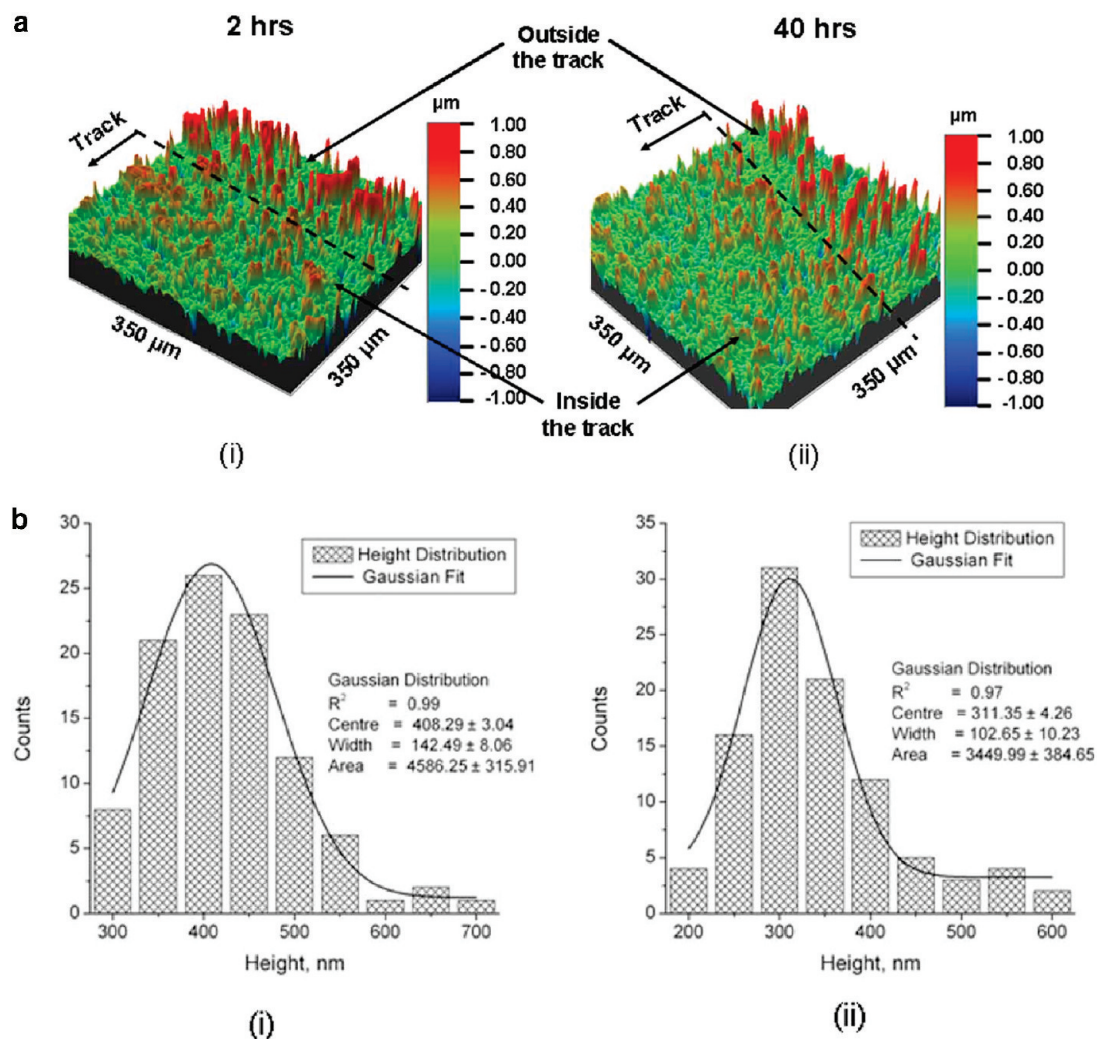 a
2 hrs
40 hrs
Outside
the track
Track
Track
µm
1.00
0.80
0.60
0.40
0.20
0.00
- 0.20
- 0.40
- 0.60
- 0.80
-1.00
µm
1.00
0.80
0.60
0.40
0.20
0.00
- 0.20
- 0.40
- 0.60
- 0.80
-1.00
350 µm
350 µm
350 µm
350 µm
Inside
the track
(i)
(ii)
b
30
25
20
15
10
5
0
Counts
Height Distribution
Gaussian Fit
Gaussian Distribution
R² = 0.99
Centre = 408.29 ± 3.04
Width = 142.49 ± 8.06
Area = 4586.25 ± 315.91
300 400 500 600 700
Height, nm
(i)
35
30
25
20
15
10
5
0
Counts
Height Distribution
Gaussian Fit
Gaussian Distribution
R² = 0.97
Centre = 311.35 ± 4.26
Width = 102.65 ± 10.23
Area = 3449.99 ± 384.65
200 300 400 500 600
Height, nm
(ii)